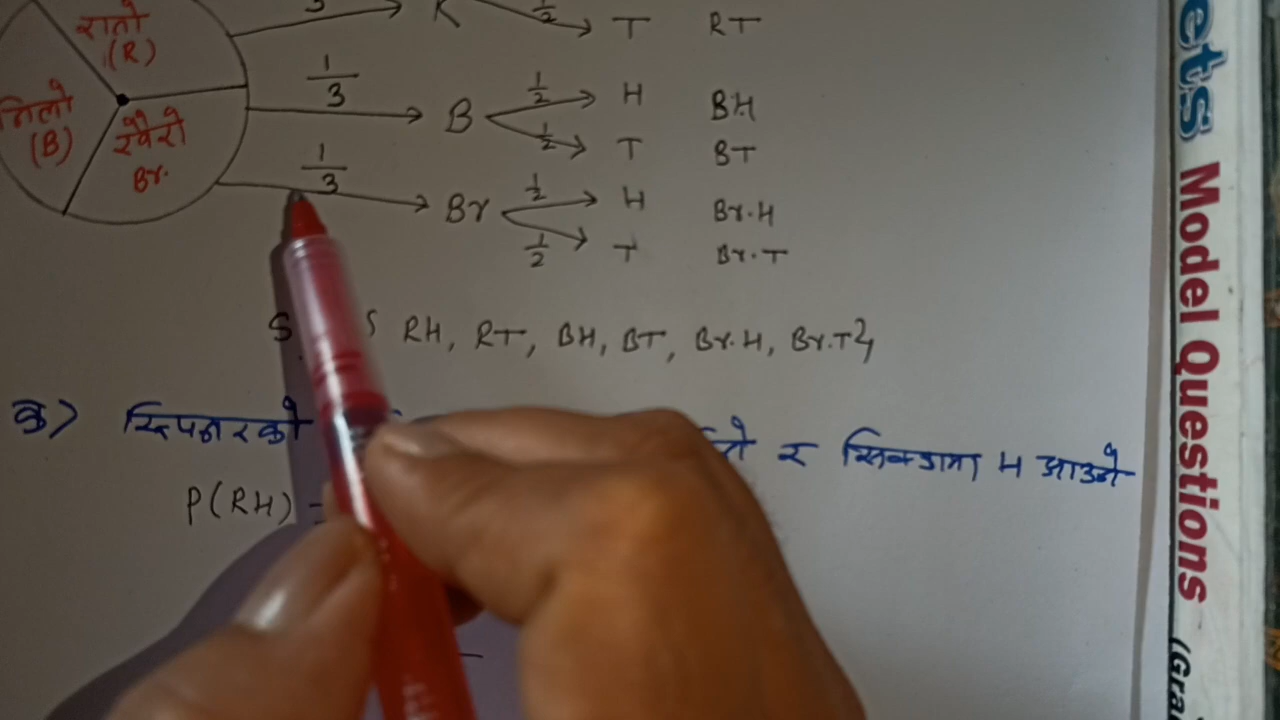 रातो R 1/2 T RT
(R)
1/3 B 1/2 H BH
निलो
(B) खैरो 1/2 T BT
Br.
1/3 Br 1/2 H Br.H
1/2 T Br.T
S RH, RT, BH, BT, Br.H, Br.T}
क) स्पिनरको र सिक्कामा H आउने
P(RH) =
ets Model Questions (Gra